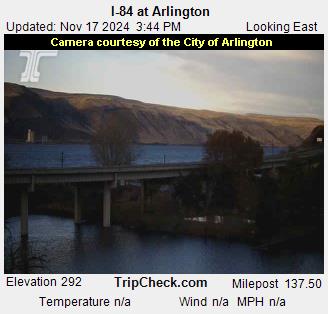 I-84 at Arlington
Updated: Nov 17 2024  3:44 PM Looking East
Camera courtesy of the City of Arlington
Elevation 292 TripCheck.com Milepost 137.50
Temperature n/a Wind n/a MPH n/a